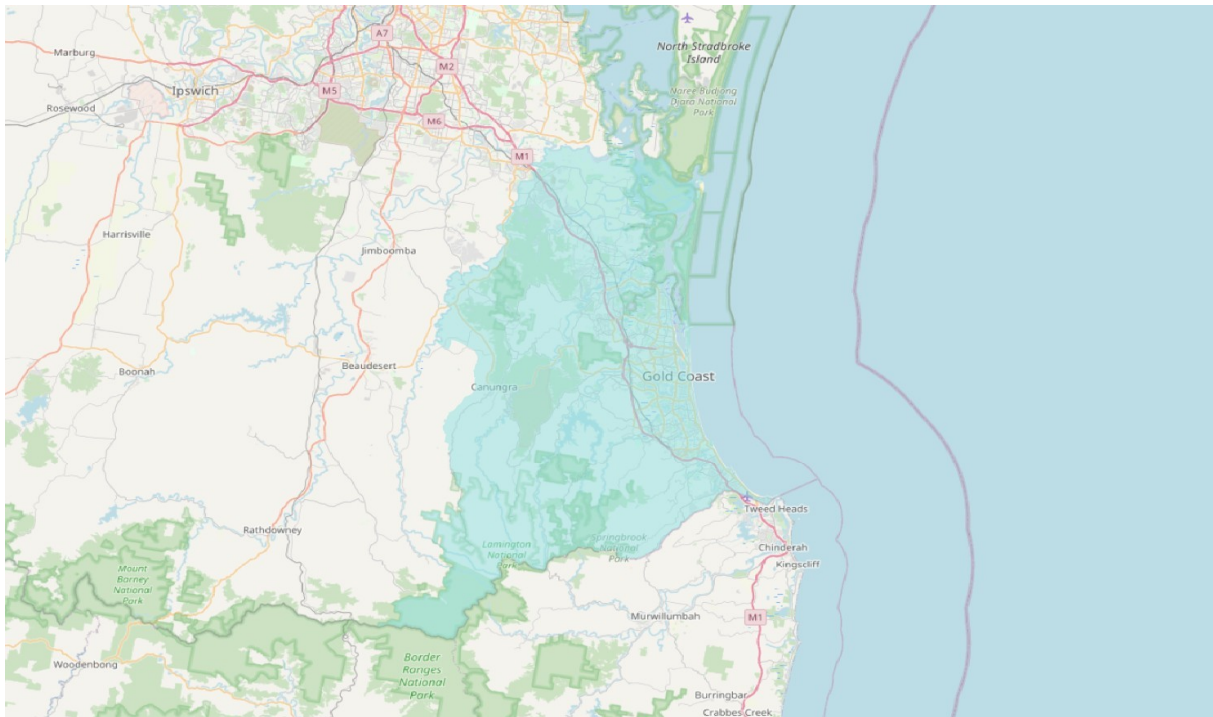 A7
North Stradbroke
Island
Marburg
M2
Ipswich
M5
Naree Budjong
Djara National
Park
Rosewood
M6
M1
Harrisville
Jimboomba
Beaudesert
Boonah
Gold Coast
Canungra
Tweed Heads
Rathdowney
Springbrook
National
Park
Lamington
National
Park
Chinderah
Kingscliff
Mount
Barney
National
Park
Murwillumbah
M1
Woodenbong
Border
Ranges
National
Park
Burringbar
Crabbes Creek